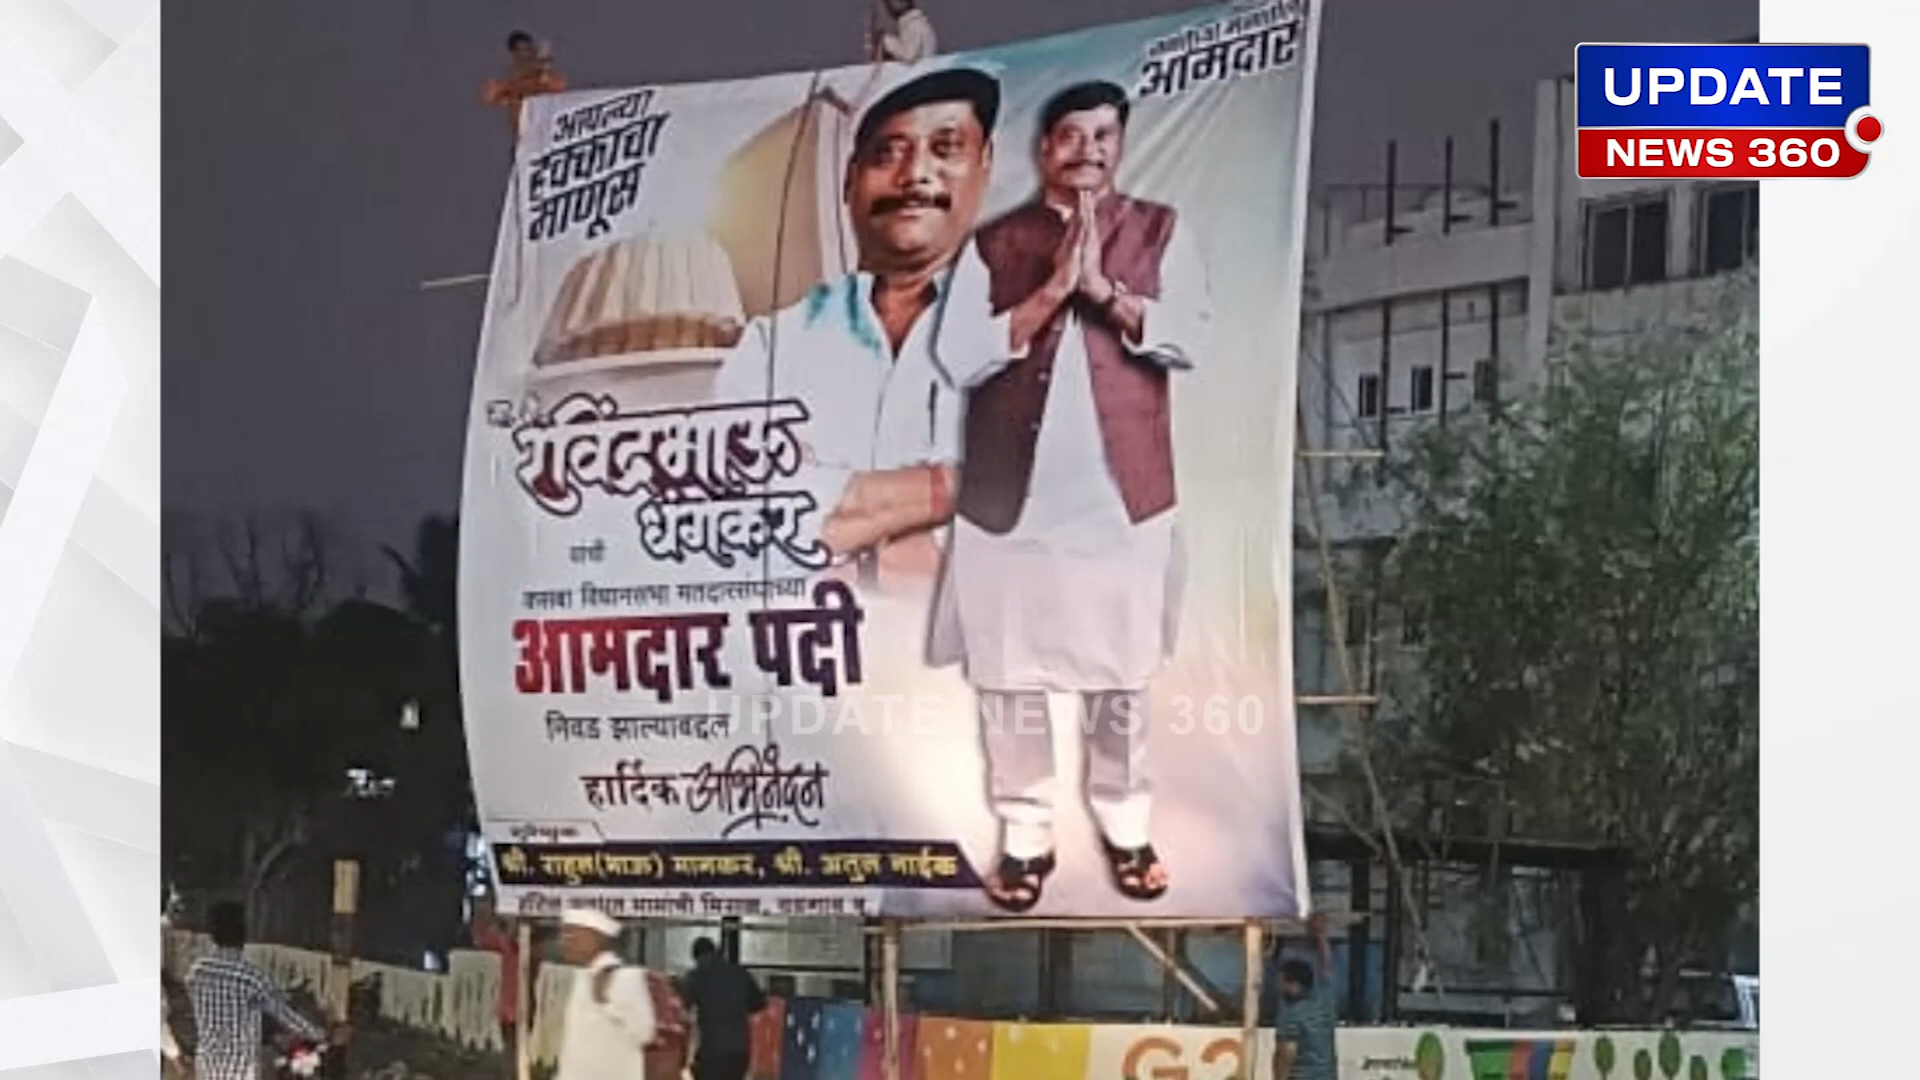 आपल्या
हक्काचा
माणूस
आमदार
UPDATE
NEWS 360
रविंद्रभाऊ
धंगेकर
यांची
कसबा विधानसभा मतदारसंघाच्या
आमदार पदी
UPDATE NEWS 360
निवड झाल्याबद्दल
हार्दिक अभिनंदन
श्री. राहुल(भाऊ) मानकर, श्री. अतुल नाईक
G2